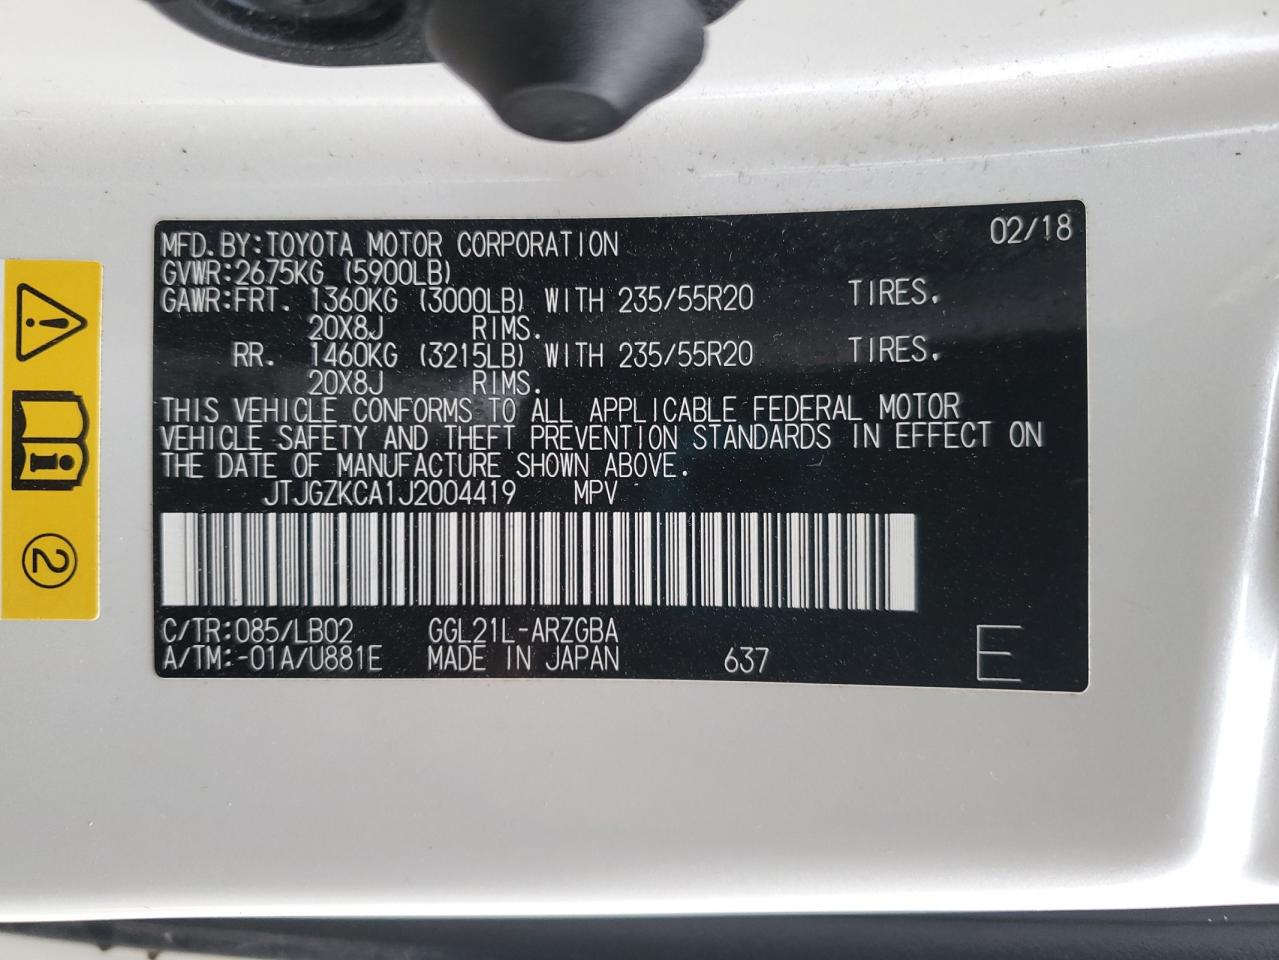 02/18
MFD.BY:TOYOTA MOTOR CORPORATION
GVWR:2675KG (5900LB)
GAWR:FRT. 1360KG (3000LB) WITH 235/55R20 TIRES.
20X8J RIMS.
RR. 1460KG (3215LB) WITH 235/55R20 TIRES.
20X8J RIMS.
THIS VEHICLE CONFORMS TO ALL APPLICABLE FEDERAL MOTOR
VEHICLE SAFETY AND THEFT PREVENTION STANDARDS IN EFFECT ON
THE DATE OF MANUFACTURE SHOWN ABOVE.
JTJGZKCA1J2004419 MPV
C/TR:085/LB02 GGL21L-ARZGBA
A/TM:-01A/U881E MADE IN JAPAN 637 E
2